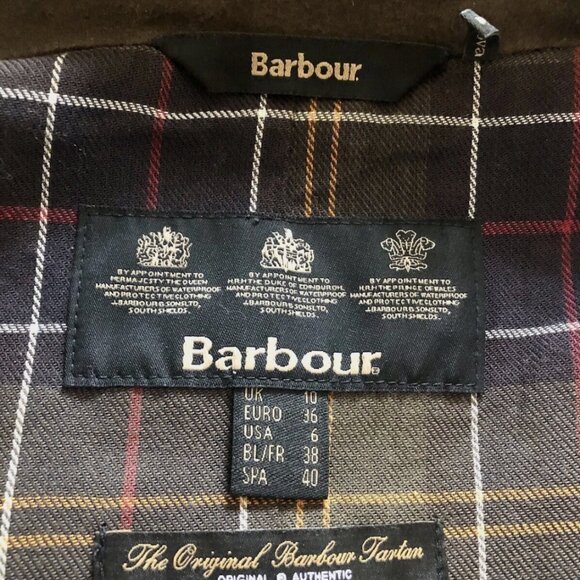 Barbour
ova
BY APPOINTMENT TO
HER MAJESTY THE QUEEN
MANUFACTURERS OF WATERPROOF
AND PROTECTIVE CLOTHING
J.BARBOUR & SONS LTD,
SOUTH SHIELDS.
BY APPOINTMENT TO
H.R.H THE DUKE OF EDINBURGH,
MANUFACTURERS OF WATERPROOF
AND PROTECTIVE CLOTHING
J.BARBOUR & SONS LTD,
SOUTH SHIELDS.
BY APPOINTMENT TO
H.R.H THE PRINCE OF WALES
MANUFACTURERS OF WATERPROOF
AND PROTECTIVE CLOTHING
J.BARBOUR & SONS LTD,
SOUTH SHIELDS.
Barbour®
UK 10
EURO 36
USA 6
BL/FR 38
SPA 40
The Original Barbour Tartan
ORIGINAL & AUTHENTIC